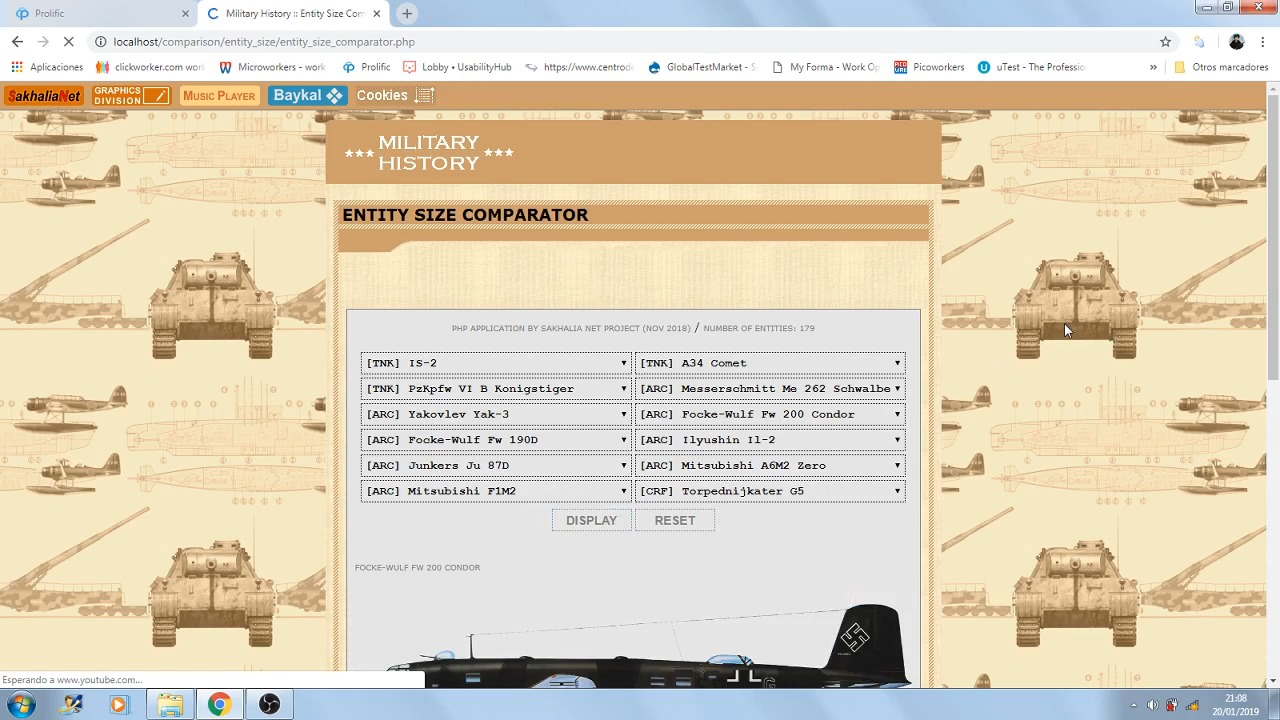 Prolific
Military History :: Entity Size Com
localhost/comparison/entity_size/entity_size_comparator.php
Aplicaciones
clickworker.com wor
Microworkers - work
Prolific
Lobby • UsabilityHub
https://www.centrode
GlobalTestMarket - S
My Forma - Work Op
PICOWORKERS Picoworkers
uTest - The Professio
»
Otros marcadores
SakhaliaNet
GRAPHICS
DIVISION
MUSIC PLAYER
Baykal
Cookies
MILITARY
HISTORY
ENTITY SIZE COMPARATOR
PHP APPLICATION BY SAKHALIA NET PROJECT (NOV 2018) / NUMBER OF ENTITIES: 179
[TNK] IS-2
[TNK] A34 Comet
[TNK] PzKpfw VI B Konigstiger
[ARC] Messerschmitt Me 262 Schwalbe
[ARC] Yakovlev Yak-3
[ARC] Focke-Wulf Fw 200 Condor
[ARC] Focke-Wulf Fw 190D
[ARC] Ilyushin Il-2
[ARC] Junkers Ju 87D
[ARC] Mitsubishi A6M2 Zero
[ARC] Mitsubishi F1M2
[CRF] Torpednijkater G5
DISPLAY
RESET
FOCKE-WULF FW 200 CONDOR
G
Esperando a www.youtube.com...
21:08
20/01/2019